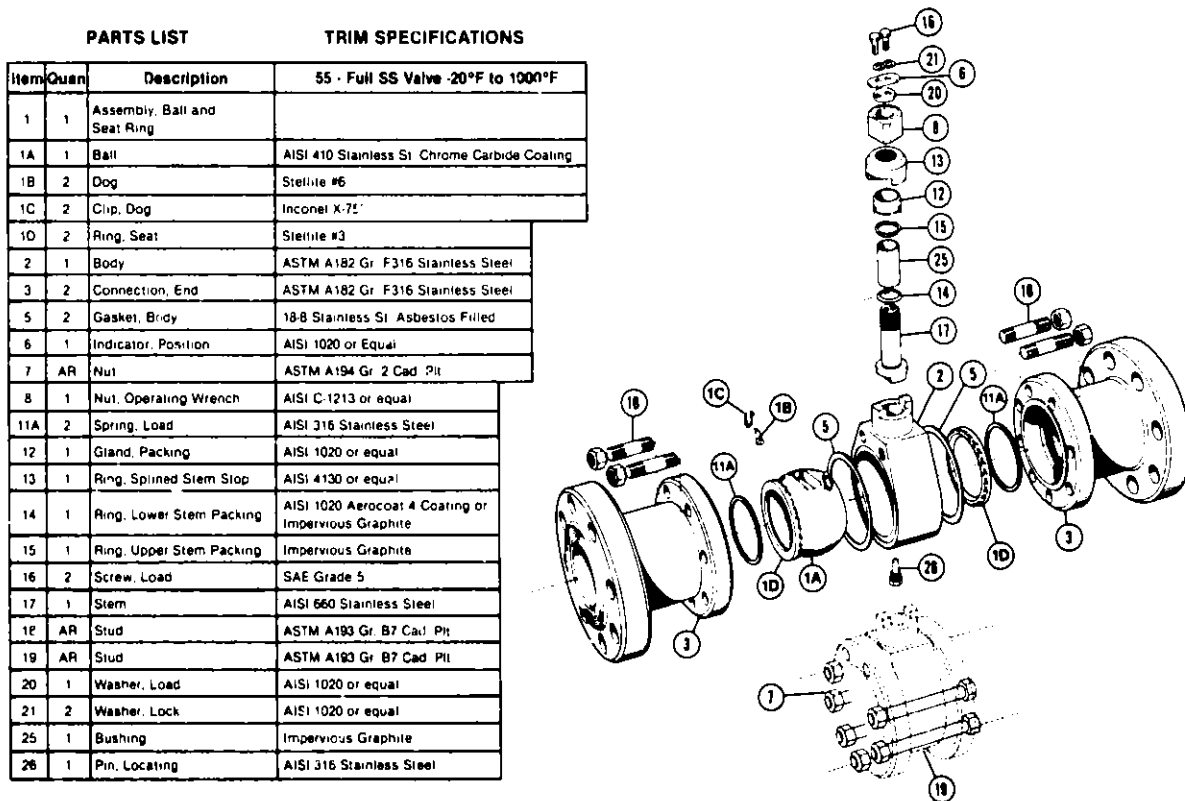 PARTS LIST
TRIM SPECIFICATIONS
Item Quan Description 55 - Full SS Valve -20°F to 1000°F
1 1 Assembly, Ball and
Seat Ring
1A 1 Ball AISI 410 Stainless St. Chrome Carbide Coating
1B 2 Dog Stellite #6
1C 2 Clip, Dog Inconel
1D 2 Ring, Seat Stellite #3
2 1 Body ASTM A182 Gr. F316 Stainless Steel
3 2 Connection, End ASTM A182 Gr. F316 Stainless Steel
5 2 Gasket, Body 18-8 Stainless St. Asbestos Filled
6 1 Indicator, Position AISI 1020 or Equal
7 AR Nut ASTM A194 Gr. 2 Cad. Plt.
8 1 Nut, Operating Wrench AISI C-1213 or equal
11A 2 Spring, Load AISI 316 Stainless Steel
12 1 Gland, Packing AISI 1020 or equal
13 1 Ring, Splined Stem Stop AISI 4130 or equal
14 1 Ring, Lower Stem Packing AISI 1020 Aerocoat 4 Coating or
Impervious Graphite
15 1 Ring, Upper Stem Packing Impervious Graphite
16 2 Screw, Load SAE Grade 5
17 1 Stem AISI 660 Stainless Steel
18 AR Stud ASTM A193 Gr. B7 Cad. Plt.
19 AR Stud ASTM A193 Gr. B7 Cad. Plt.
20 1 Washer, Load AISI 1020 or equal
21 2 Washer, Lock AISI 1020 or equal
25 1 Bushing Impervious Graphite
26 1 Pin, Locating AISI 316 Stainless Steel
16
21
6
20
8
13
12
15
25
14
17
18
2
5
11A
1C
1B
18
5
11A
1D
1A
26
1D
3
3
7
19